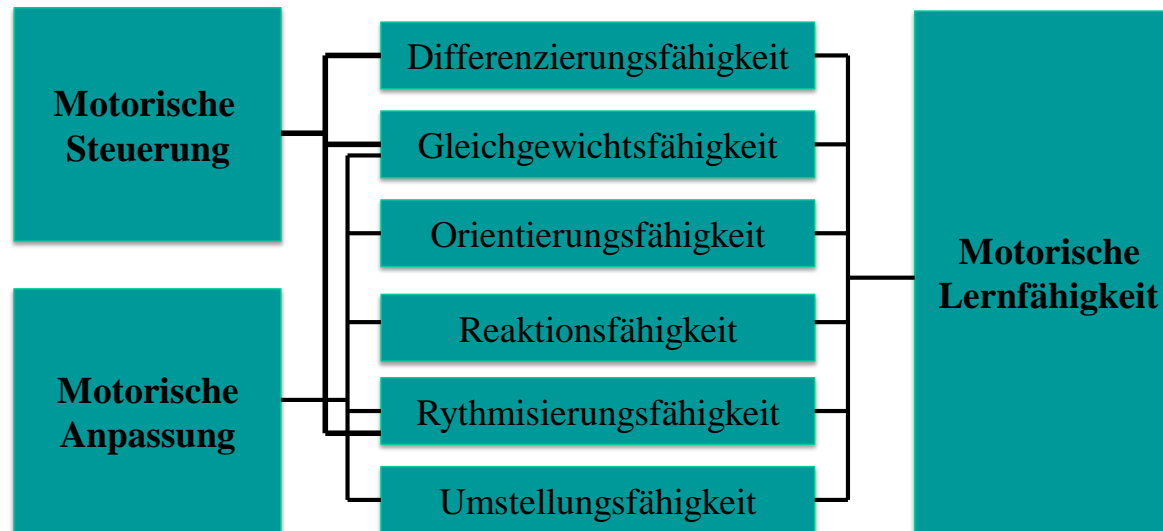 Motorische
Steuerung
Motorische
Anpassung
Differenzierungsfähigkeit
Gleichgewichtsfähigkeit
Orientierungsfähigkeit
Reaktionsfähigkeit
Rythmisierungsfähigkeit
Umstellungsfähigkeit
Motorische
Lernfähigkeit